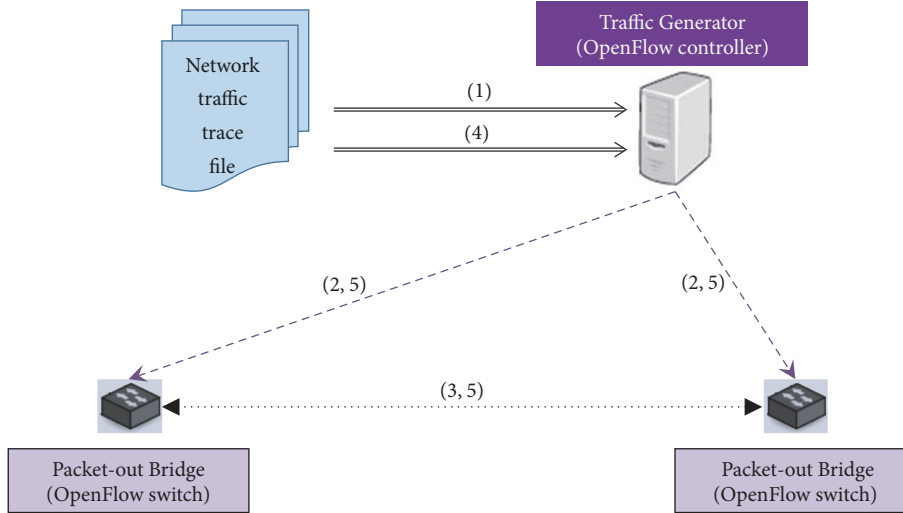 Network
traffic
trace
file
Traffic Generator
(OpenFlow controller)
(1)
(4)
(2, 5)
(2, 5)
(3, 5)
Packet-out Bridge
(OpenFlow switch)
Packet-out Bridge
(OpenFlow switch)